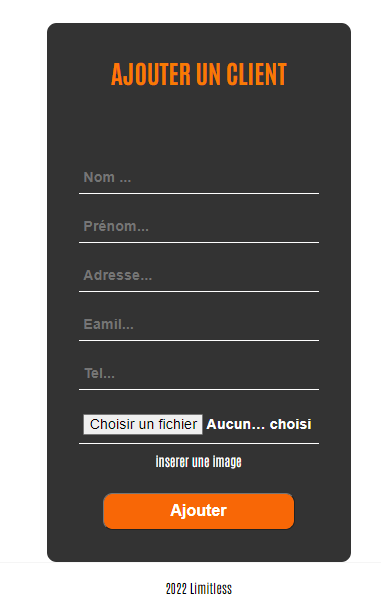 AJOUTER UN CLIENT
Nom ...
Prénom...
Adresse...
Eamil...
Tel...
Choisir un fichier Aucun... choisi
inserer une image
Ajouter
2022 Limitless